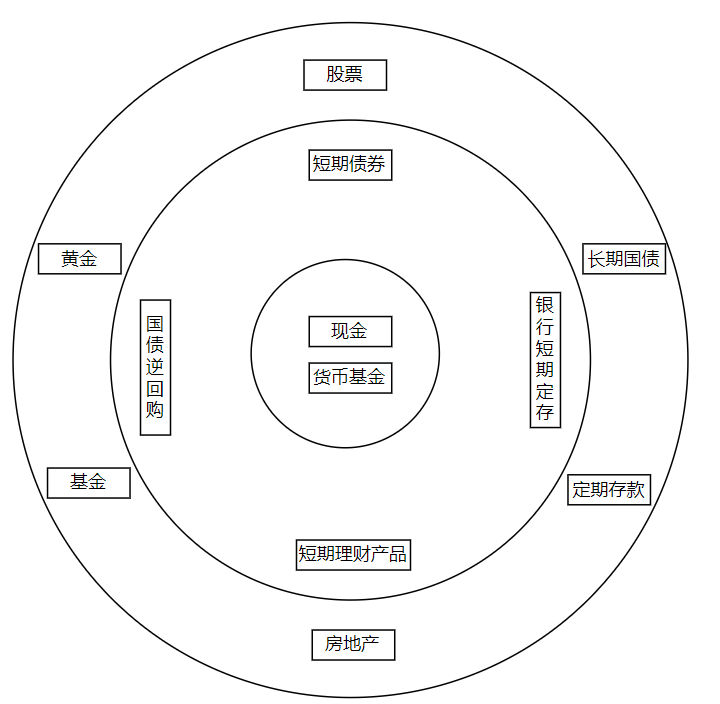 股票
短期债券
黄金
长期国债
国债逆回购
现金
货币基金
银行短期定存
基金
定期存款
短期理财产品
房地产